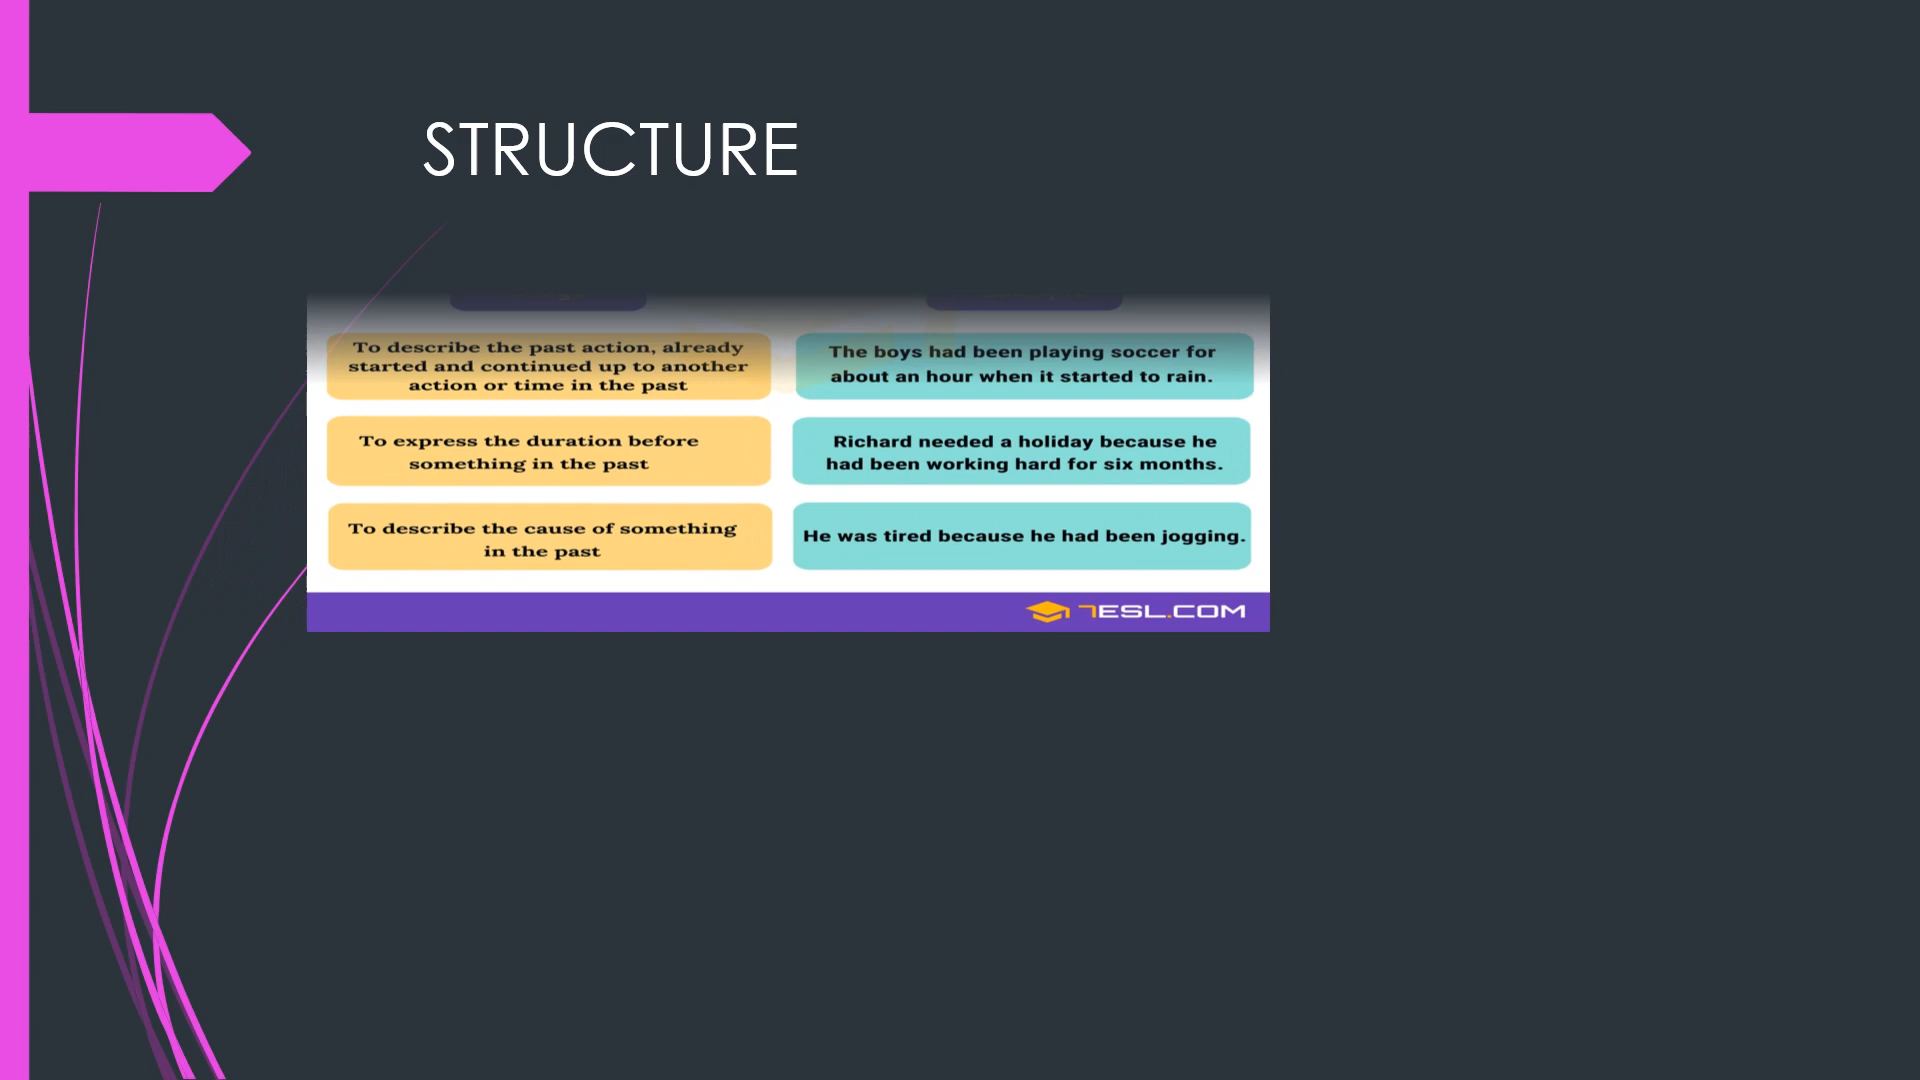 STRUCTURE
To describe the past action, already
started and continued up to another
action or time in the past
The boys had been playing soccer for
about an hour when it started to rain.
To express the duration before
something in the past
Richard needed a holiday because he
had been working hard for six months.
To describe the cause of something
in the past
He was tired because he had been jogging.
7ESL.COM